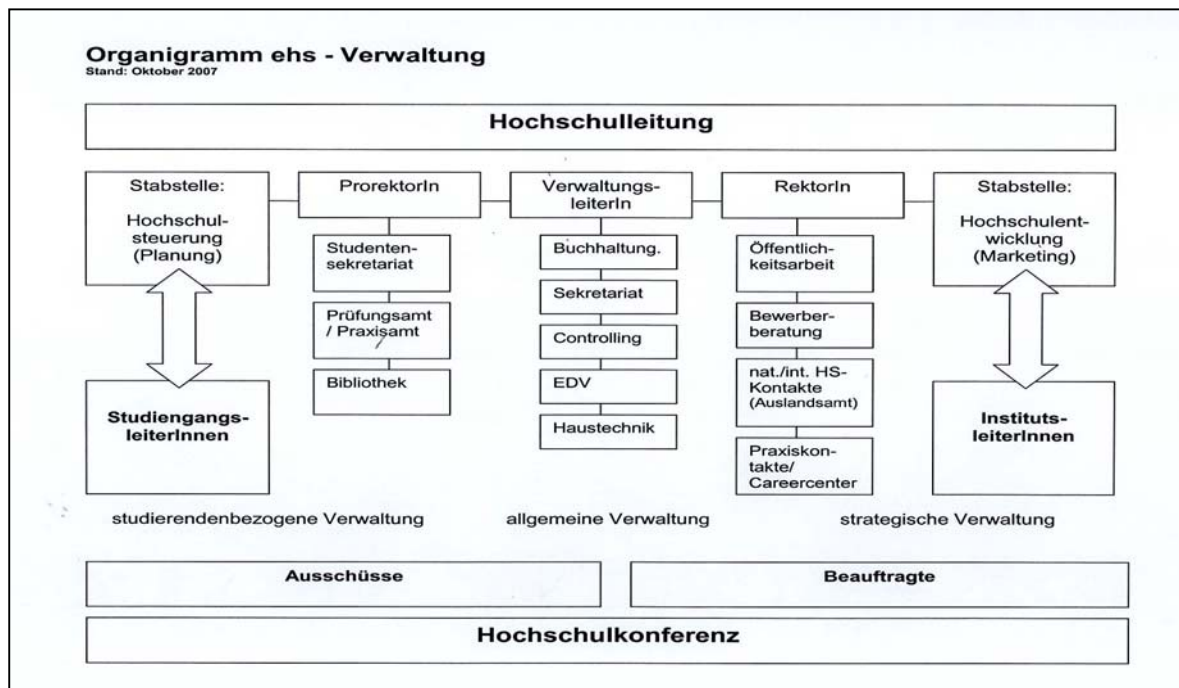 Organigramm ehs - Verwaltung
Stand: Oktober 2007
Hochschulleitung
Stabstelle:
Hochschul-
steuerung
(Planung)
ProrektorIn
Verwaltungs-
leiterIn
RektorIn
Stabstelle:
Hochschulent-
wicklung
(Marketing)
Studenten-
sekretariat
Prüfungsamt
/ Praxisamt
Bibliothek
Buchhaltung.
Sekretariat
Controlling
EDV
Haustechnik
Öffentlich-
keitsarbeit
Bewerber-
beratung
nat./int. HS-
Kontakte
(Auslandsamt)
Praxiskon-
takte/
Careercenter
Studiengangs-
leiterInnen
Instituts-
leiterInnen
studierendenbezogene Verwaltung
allgemeine Verwaltung
strategische Verwaltung
Ausschüsse
Beauftragte
Hochschulkonferenz